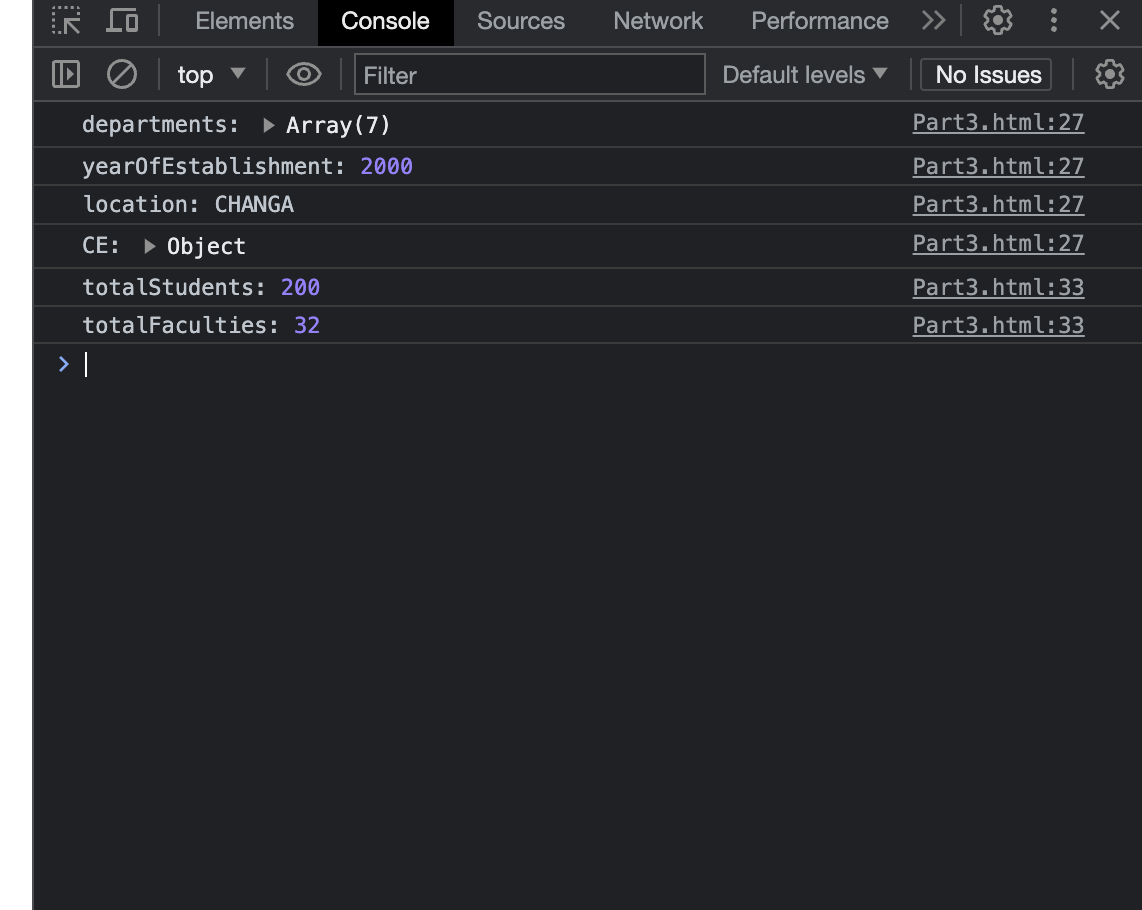 Elements Console Sources Network Performance
top Filter Default levels No Issues
departments: Array(7) Part3.html:27
yearOfEstablishment: 2000 Part3.html:27
location: CHANGA Part3.html:27
CE: Object Part3.html:27
totalStudents: 200 Part3.html:33
totalFaculties: 32 Part3.html:33